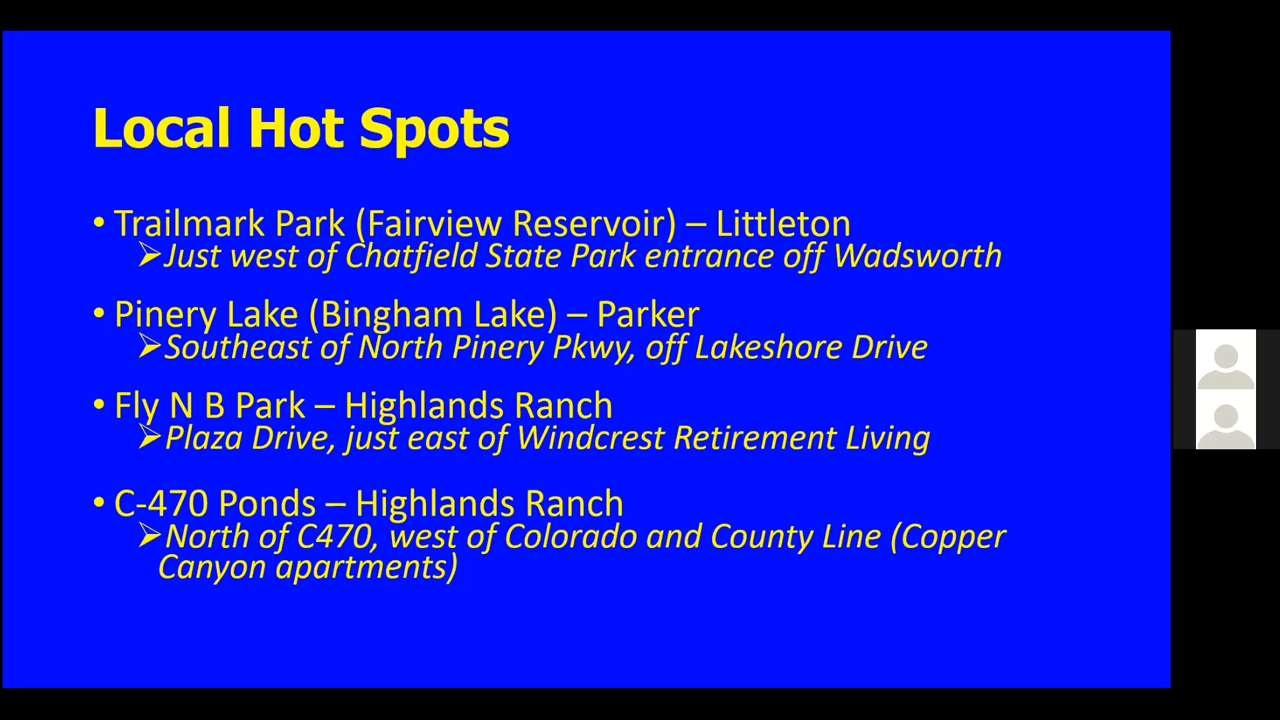 Local Hot Spots
• Trailmark Park (Fairview Reservoir) – Littleton
➢Just west of Chatfield State Park entrance off Wadsworth
• Pinery Lake (Bingham Lake) – Parker
➢Southeast of North Pinery Pkwy, off Lakeshore Drive
• Fly N B Park – Highlands Ranch
➢Plaza Drive, just east of Windcrest Retirement Living
• C-470 Ponds – Highlands Ranch
➢North of C470, west of Colorado and County Line (Copper
Canyon apartments)